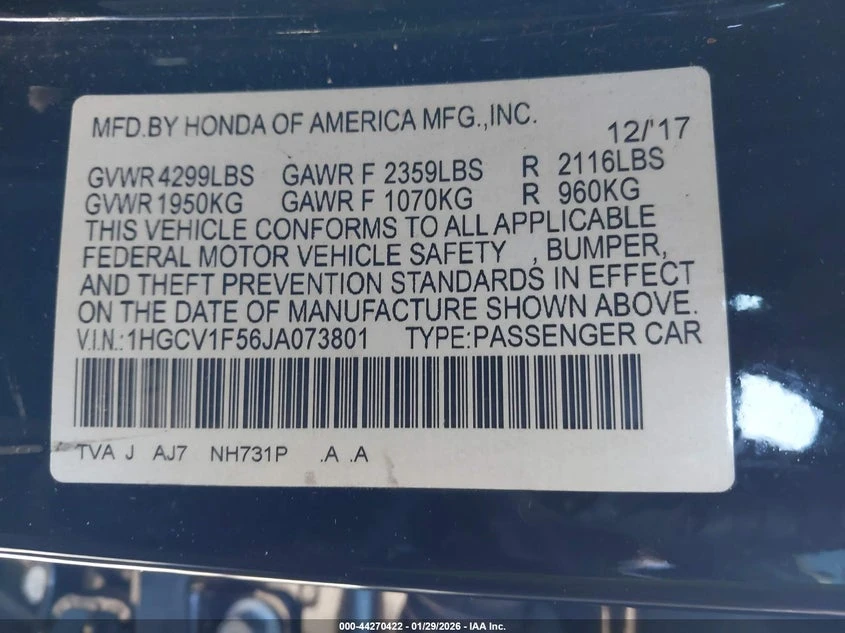 MFD.BY HONDA OF AMERICA MFG.,INC.
12/'17
GVWR 4299LBS GAWR F 2359LBS R 2116LBS
GVWR 1950KG GAWR F 1070KG R 960KG
THIS VEHICLE CONFORMS TO ALL APPLICABLE
FEDERAL MOTOR VEHICLE SAFETY , BUMPER,
AND THEFT PREVENTION STANDARDS IN EFFECT
ON THE DATE OF MANUFACTURE SHOWN ABOVE.
V.I.N.:1HGCV1F56JA073801 TYPE:PASSENGER CAR
TVA J AJ7 NH731P .A .A
000-44270422 - 01/29/2026 - IAA Inc.